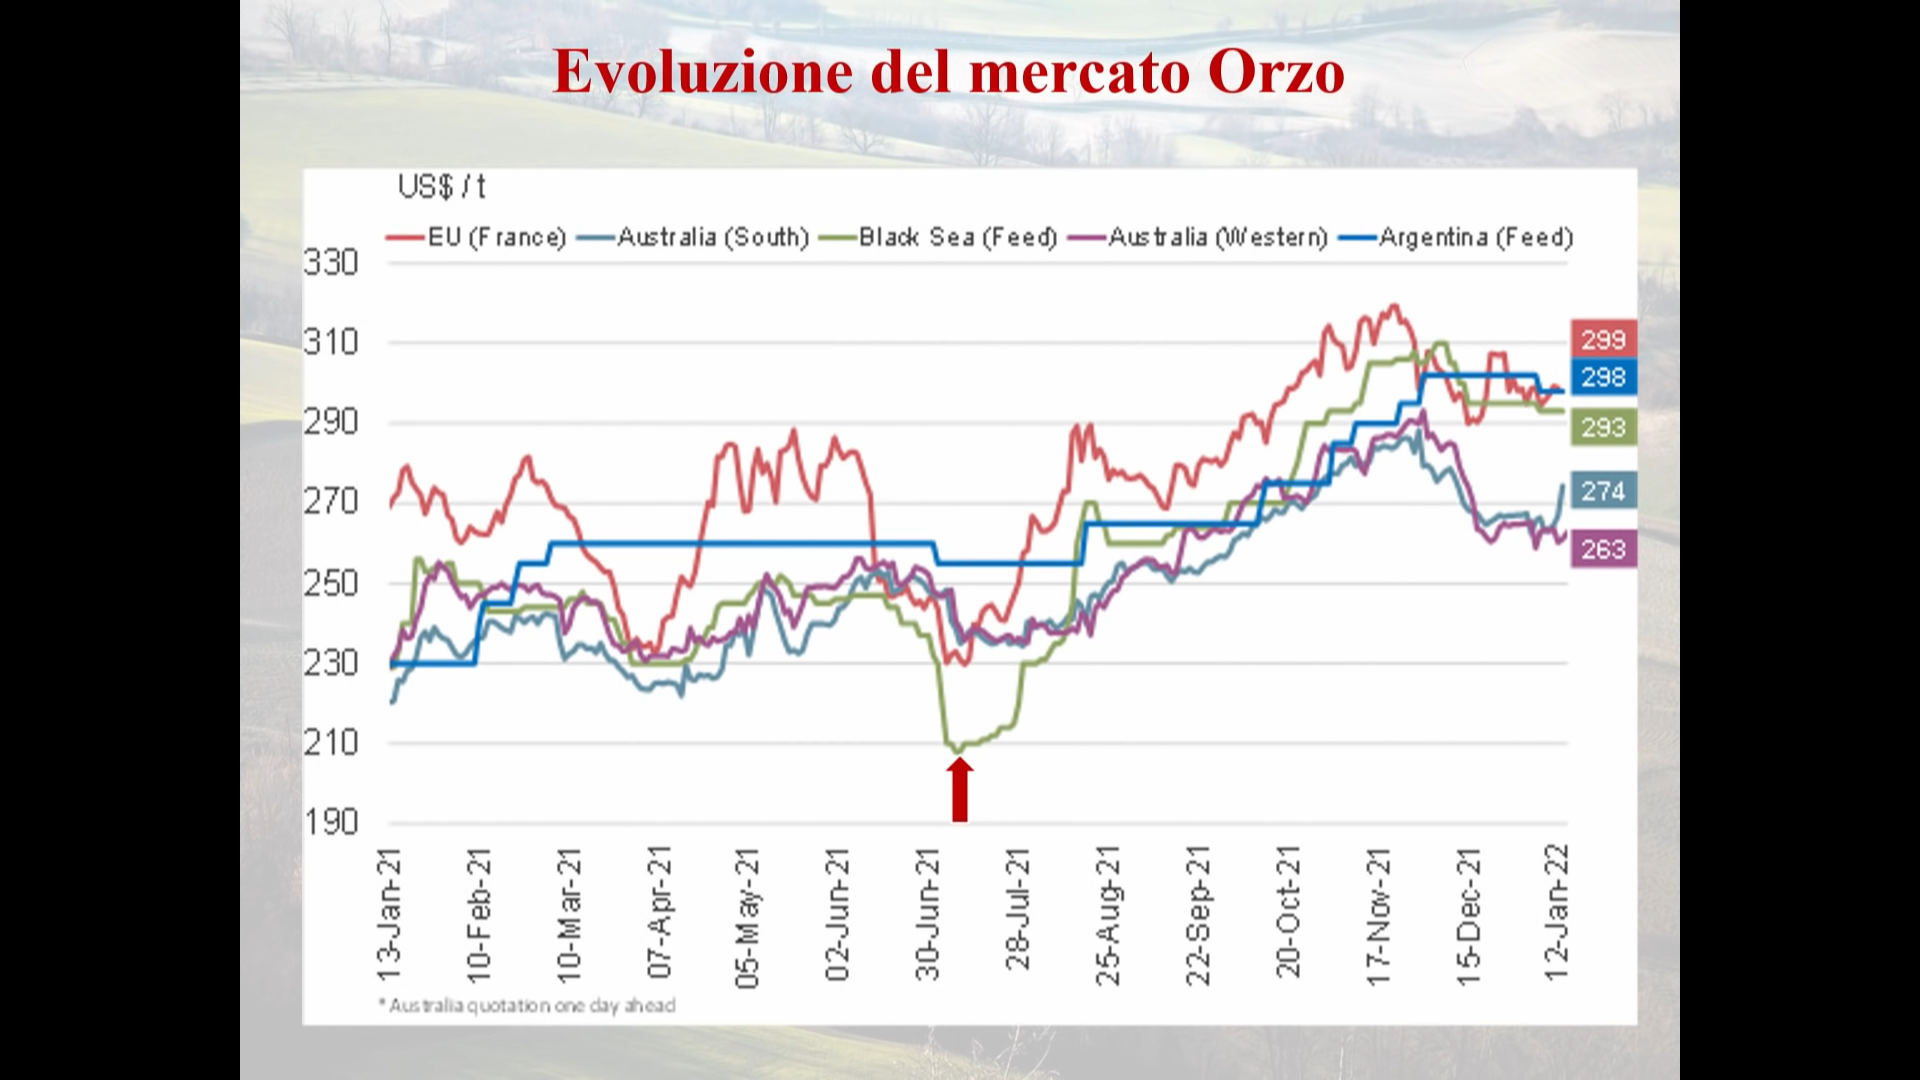 Evoluzione del mercato Orzo
US$ / t
EU (France) Australia (South) Black Sea (Feed) Australia (Western) Argentina (Feed)
330
310
290
270
250
230
210
190
299
298
293
274
263
13-Jan-21 10-Feb-21 10-Mar-21 07-Apr-21 05-May-21 02-Jun-21 30-Jun-21 28-Jul-21 25-Aug-21 22-Sep-21 20-Oct-21 17-Nov-21 15-Dec-21 12-Jan-22
* Australia quotation one day ahead